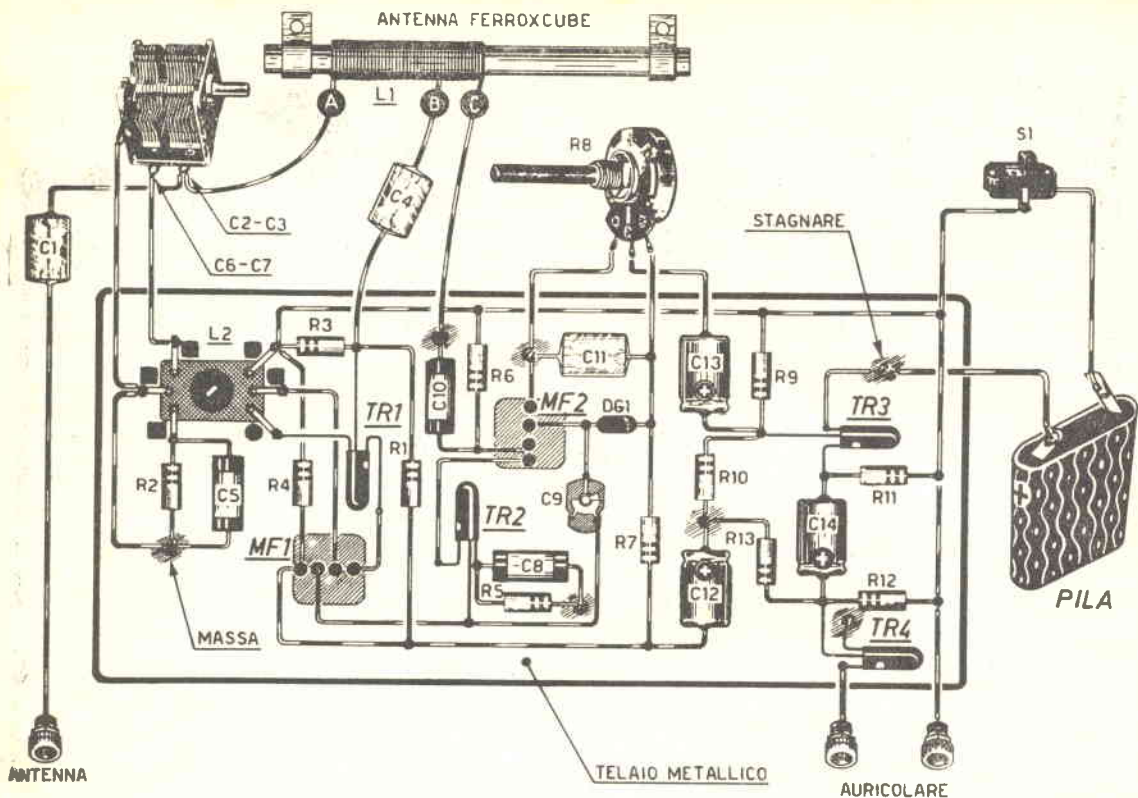 ANTENNA FERROXCUBE
A
B
C
L1
R8
S1
C4
C2-C3
C1
C6-C7
STAGNARE
L2
R3
R6
C11
C13
R9
C10
MF2
DG1
TR3
TR1
R1
R2
C5
R4
R10
R11
C9
TR2
C14
R7
R13
MF1
C8
R5
C12
R12
+
PILA
TR4
MASSA
TELAIO METALLICO
ANTENNA
AURICOLARE